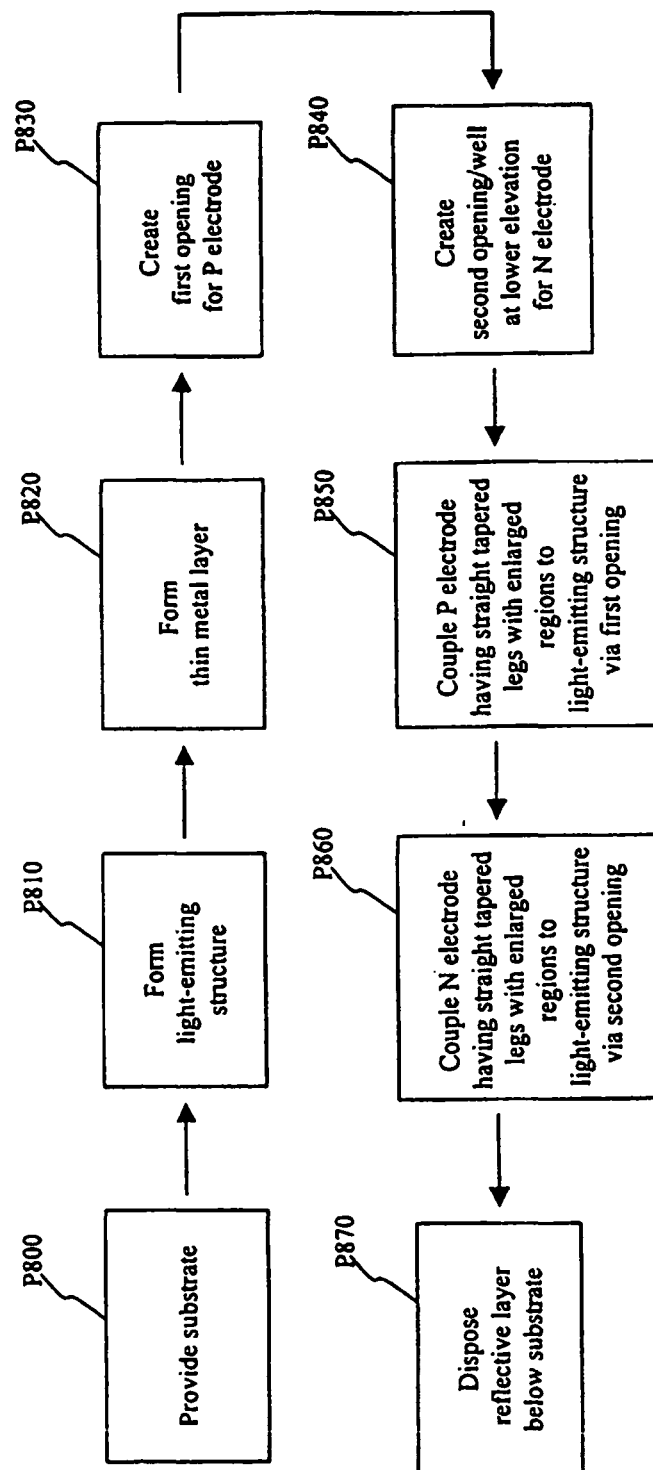 P800
Provide substrate
P810
Form
light-emitting
structure
P820
Form
thin metal layer
P830
Create
first opening
for P electrode
P840
Create
second opening/well
at lower elevation
for N electrode
P850
Couple P electrode
having straight tapered
legs with enlarged
regions to
light-emitting structure
via first opening
P860
Couple N electrode
having straight tapered
legs with enlarged
regions to
light-emitting structure
via second opening
P870
Dispose
reflective layer
below substrate